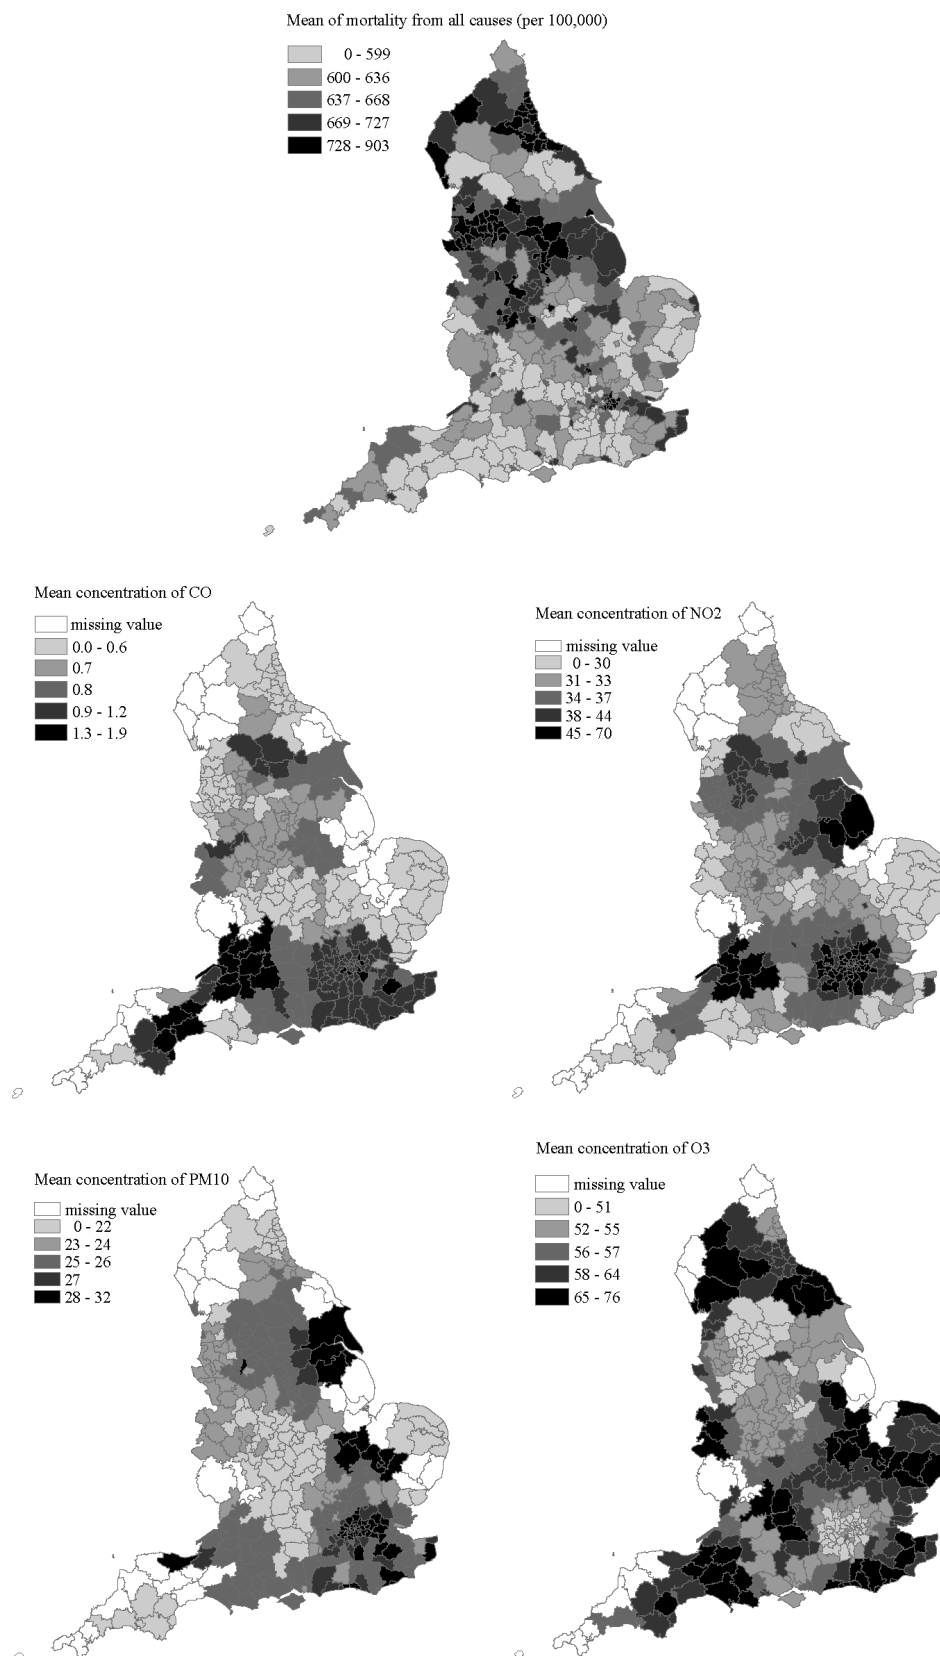 Mean of mortality from all causes (per 100,000)
0 - 599
600 - 636
637 - 668
669 - 727
728 - 903
Mean concentration of CO
missing value
0.0 - 0.6
0.7
0.8
0.9 - 1.2
1.3 - 1.9
Mean concentration of NO2
missing value
0 - 30
31 - 33
34 - 37
38 - 44
45 - 70
Mean concentration of PM10
missing value
0 - 22
23 - 24
25 - 26
27
28 - 32
Mean concentration of O3
missing value
0 - 51
52 - 55
56 - 57
58 - 64
65 - 76